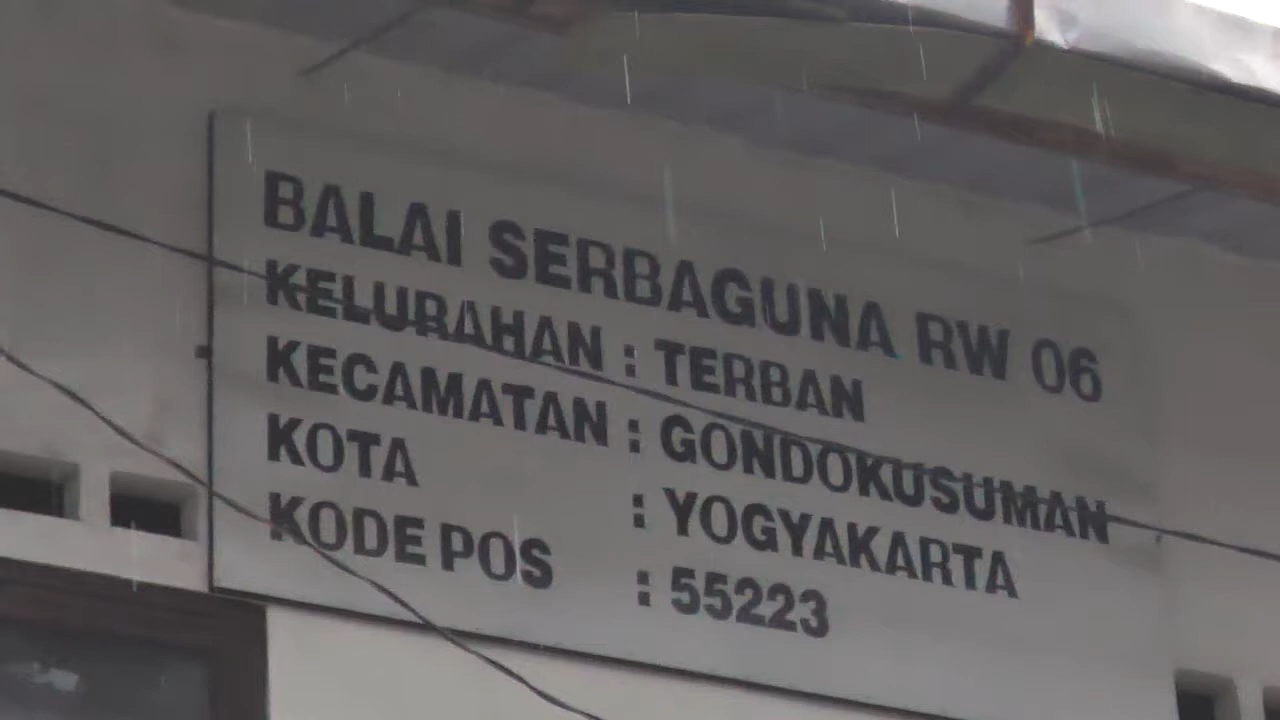 BALAI SERBAGUNA RW 06
KELURAHAN : TERBAN
KECAMATAN : GONDOKUSUMAN
KOTA : YOGYAKARTA
KODE POS : 55223